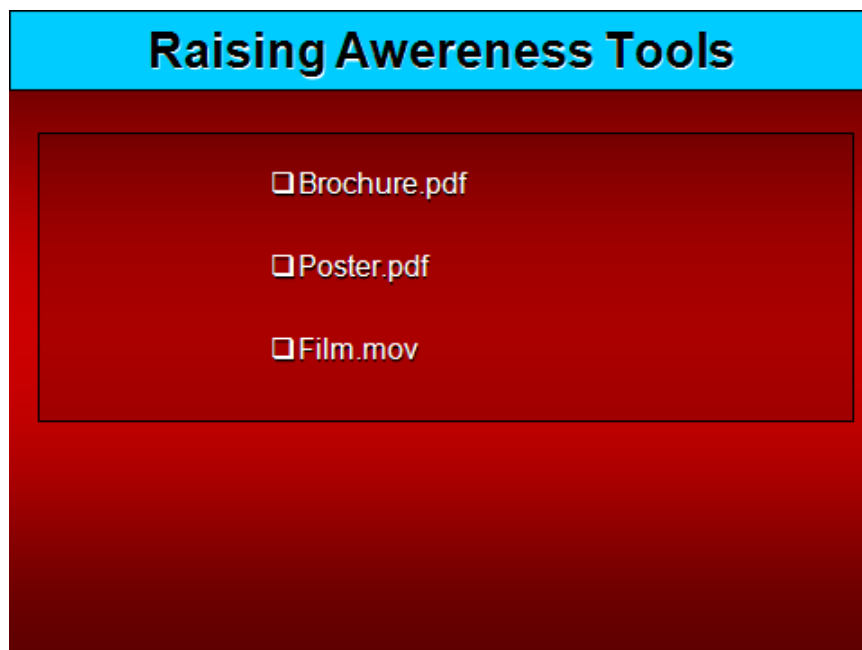 Raising Awereness Tools
❑Brochure.pdf
❑Poster.pdf
❑Film.mov